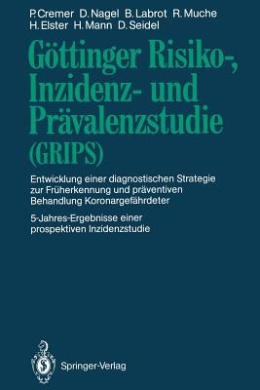 P. Cremer D. Nagel B. Labrot R. Muche
H. Elster H. Mann D. Seidel
Göttinger Risiko-,
Inzidenz- und
Prävalenzstudie
(GRIPS)
Entwicklung einer diagnostischen Strategie
zur Früherkennung und präventiven
Behandlung Koronargefährdeter
5-Jahres-Ergebnisse einer
prospektiven Inzidenzstudie
Springer-Verlag